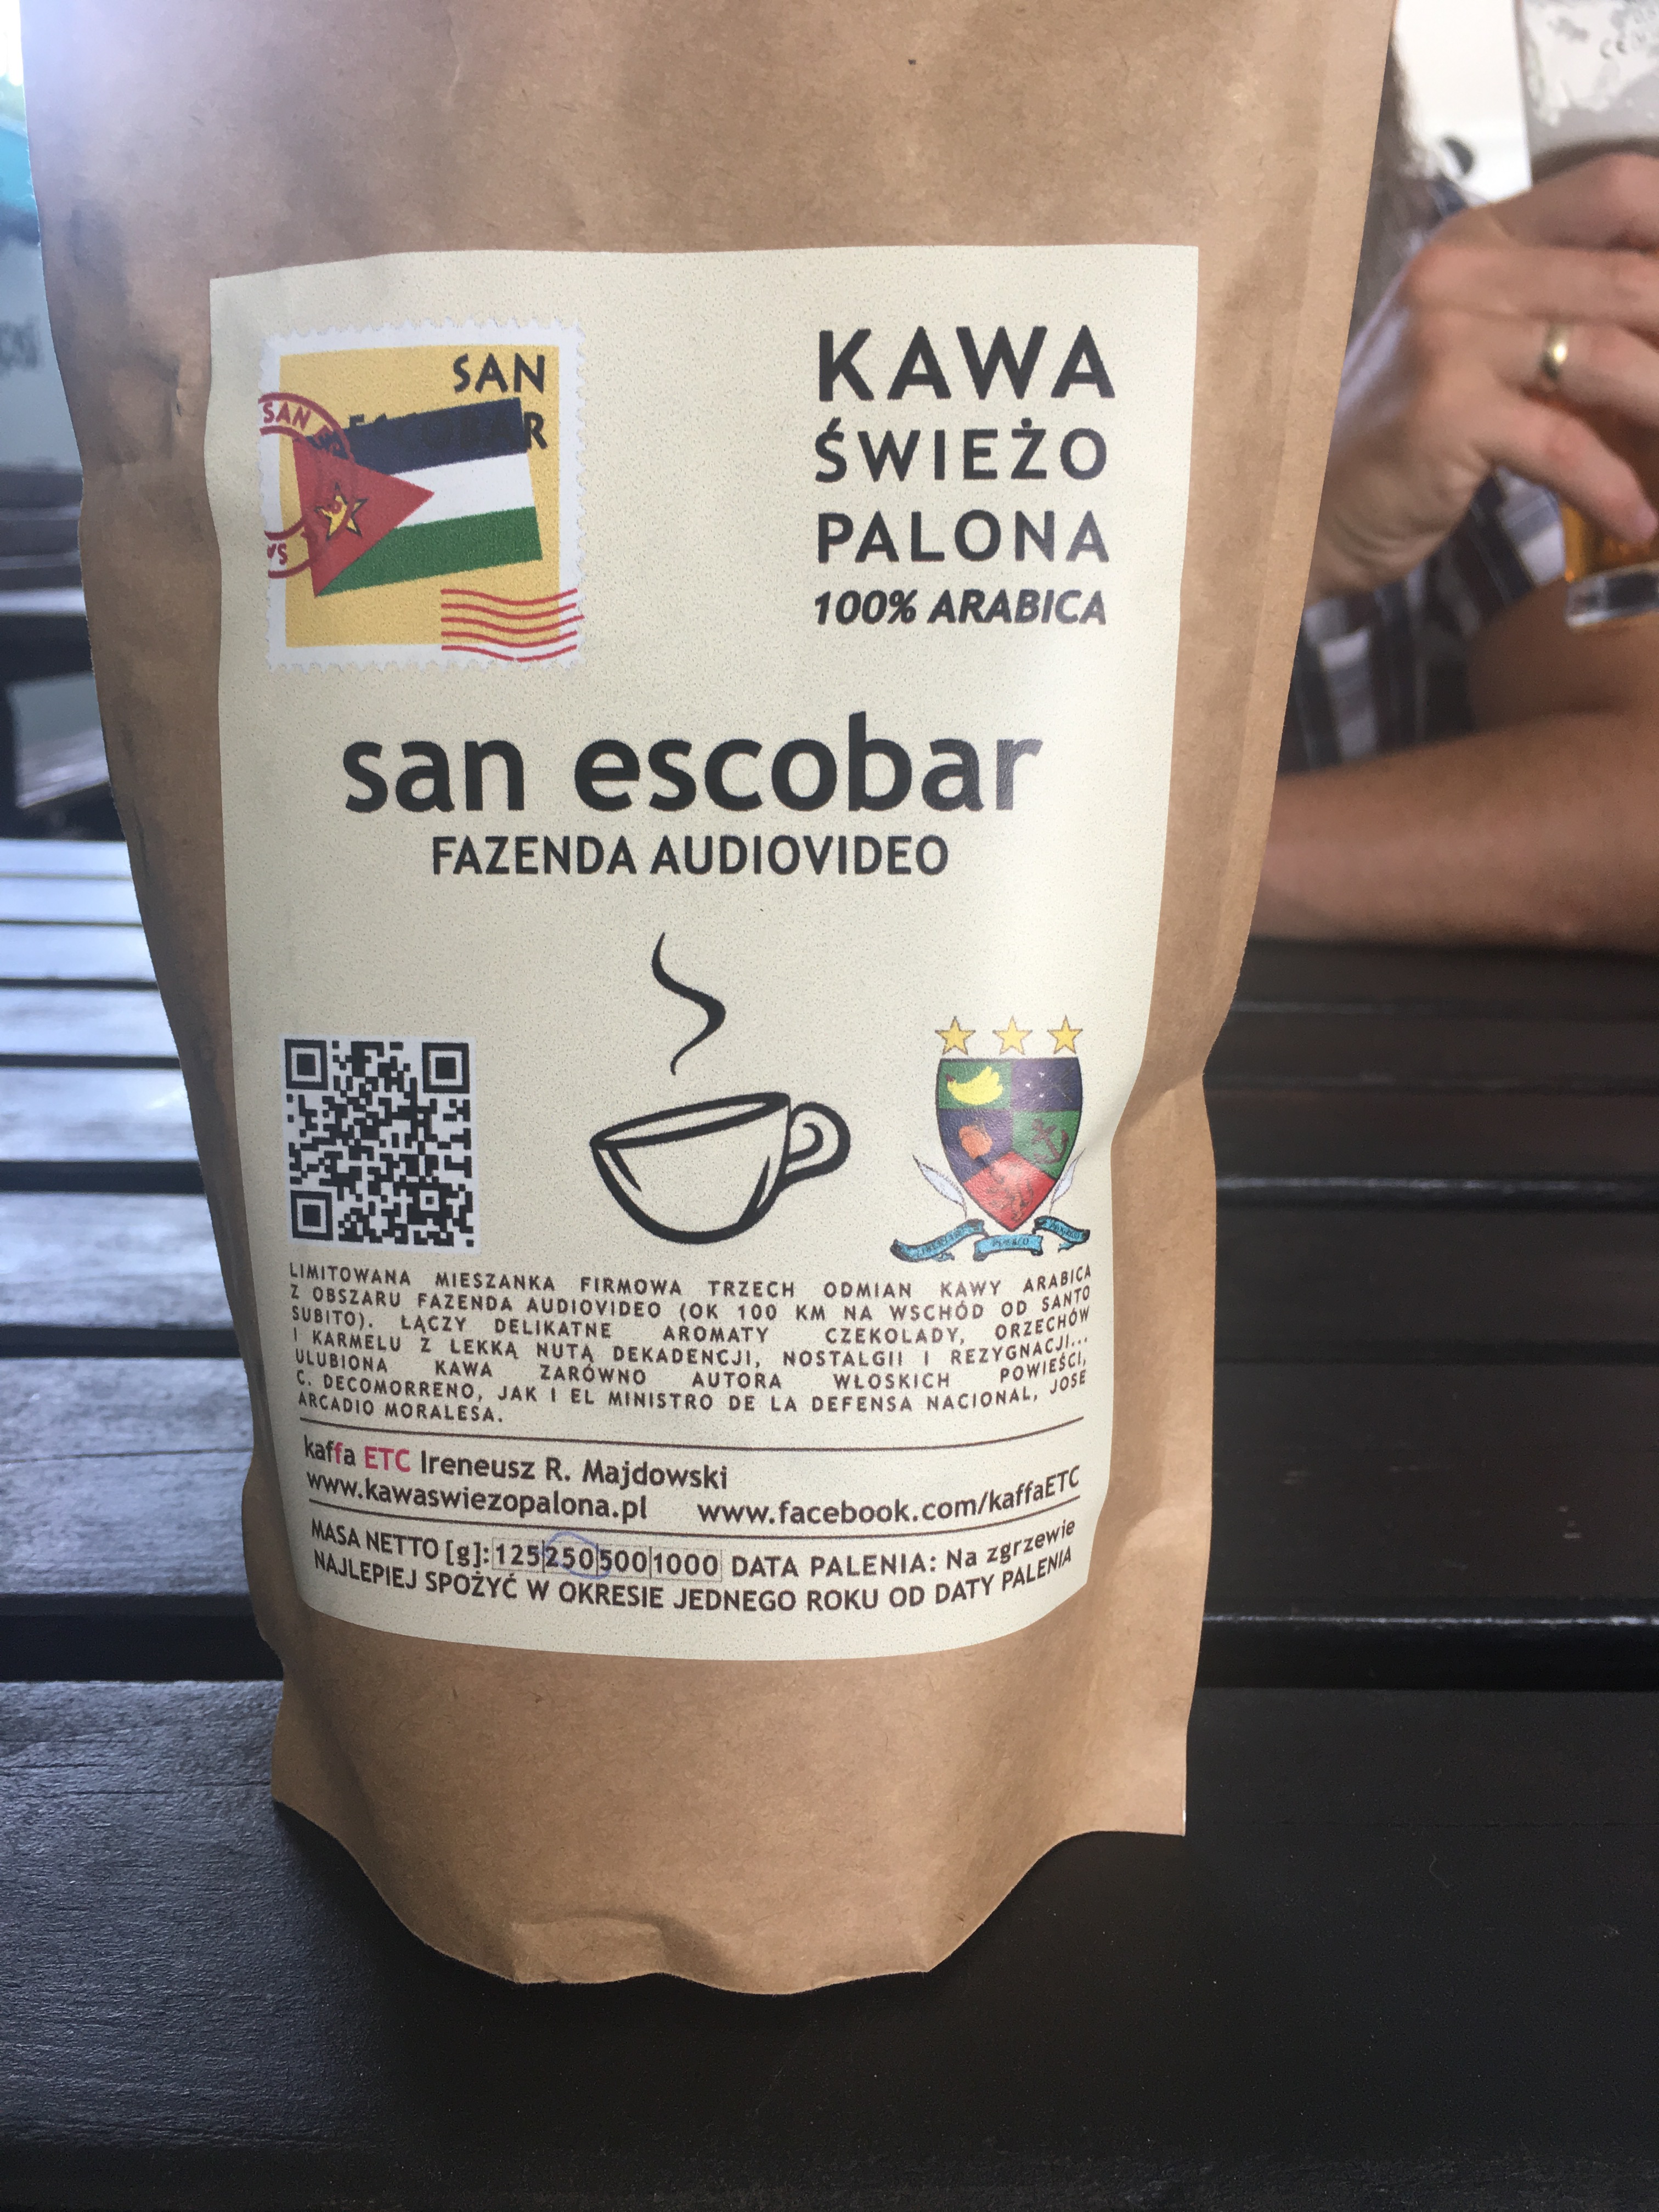 SAN
ESCOBAR
SAN
KAWA
ŚWIEŻO
PALONA
100% ARABICA
san escobar
FAZENDA AUDIOVIDEO
LIMITOWANA MIESZANKA FIRMOWA TRZECH ODMIAN KAWY ARABICA
Z OBSZARU FAZENDA AUDIOVIDEO (OK 100 KM NA WSCHÓD OD SANTO
SUBITO). ŁĄCZY DELIKATNE AROMATY CZEKOLADY, ORZECHÓW
I KARMELU Z LEKKĄ NUTĄ DEKADENCJI, NOSTALGII I REZYGNACJI...
ULUBIONA KAWA ZARÓWNO AUTORA WŁOSKICH POWIEŚCI,
C. DECOMORRENO, JAK I EL MINISTRO DE LA DEFENSA NACIONAL, JOSE
ARCADIO MORALESA.
kaffa ETC Ireneusz R. Majdowski
www.kawaswiezopalona.pl www.facebook.com/kaffaETC
MASA NETTO [g]: 125|250|500|1000 DATA PALENIA: Na zgrzewie
NAJLEPIEJ SPOŻYĆ W OKRESIE JEDNEGO ROKU OD DATY PALENIA